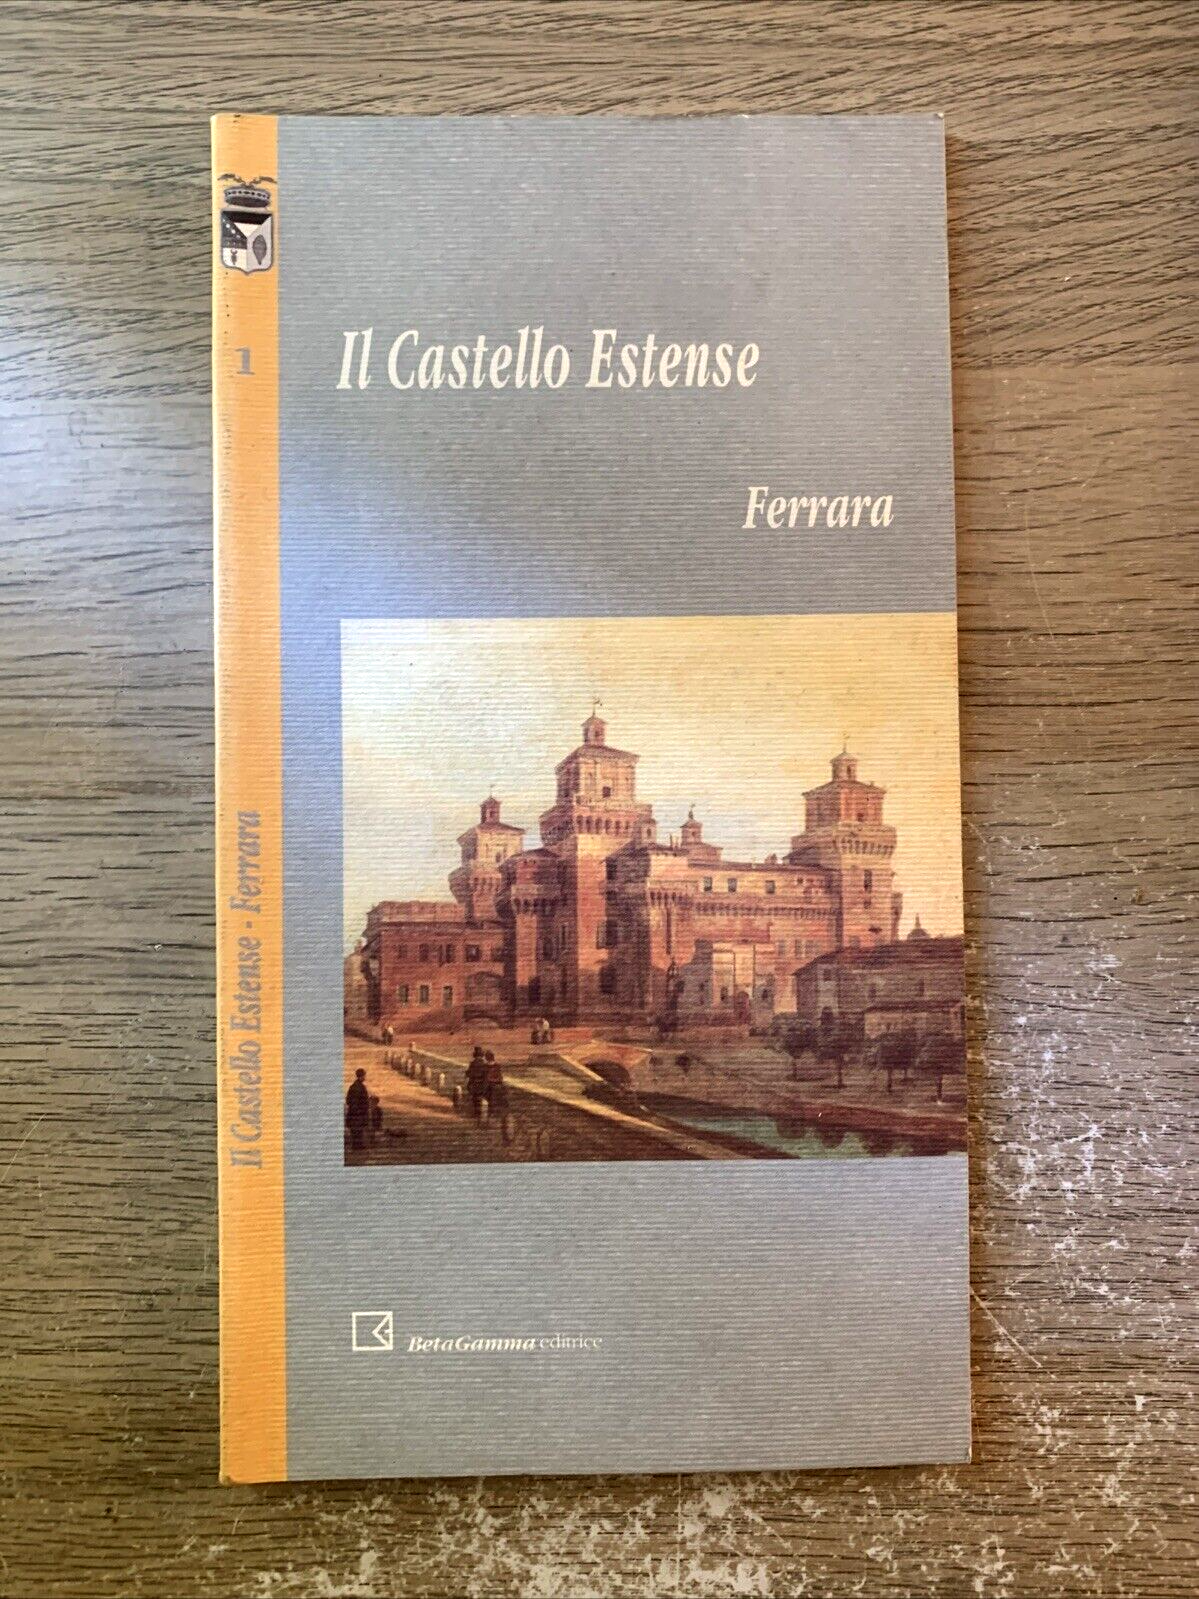 1
Il Castello Estense
Ferrara
Il Castello Estense - Ferrara
BetaGamma editrice